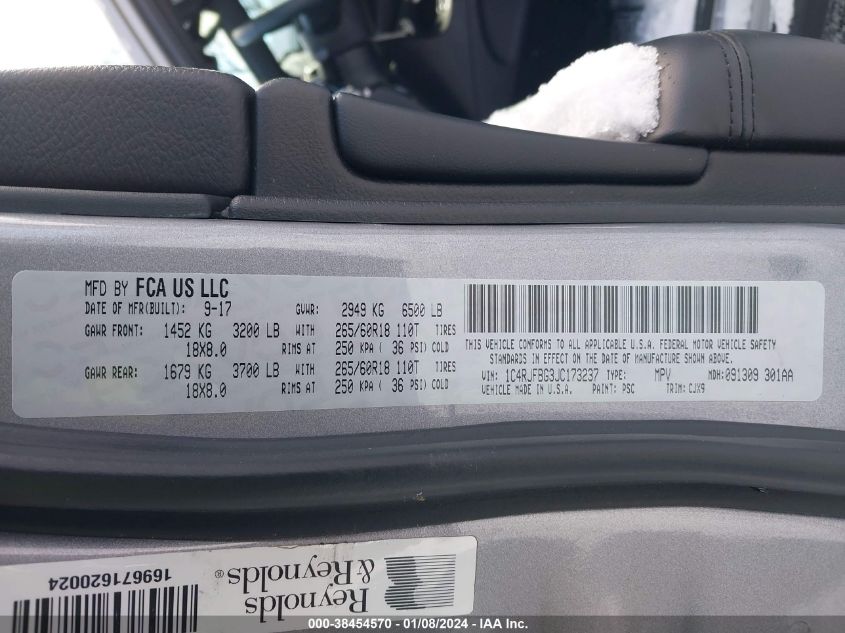 MFD BY FCA US LLC
DATE OF MFR(BUILT): 9-17 GVWR: 2949 KG 6500 LB
GAWR FRONT: 1452 KG 3200 LB WITH 265/60R18 110T TIRES
18X8.0 RIMS AT 250 KPA ( 36 PSI) COLD
GAWR REAR: 1679 KG 3700 LB WITH 265/60R18 110T TIRES
18X8.0 RIMS AT 250 KPA ( 36 PSI) COLD
THIS VEHICLE CONFORMS TO ALL APPLICABLE U.S.A. FEDERAL MOTOR VEHICLE SAFETY
STANDARDS IN EFFECT ON THE DATE OF MANUFACTURE SHOWN ABOVE.
VIN: 1C4RJFBG3JC173237 TYPE: MPV MDH: 091309 301AA
VEHICLE MADE IN U.S.A. PAINT: PSC TRIM: CJX9
Reynolds
& Reynolds®
169671620024
000-38454570 - 01/08/2024 - IAA Inc.